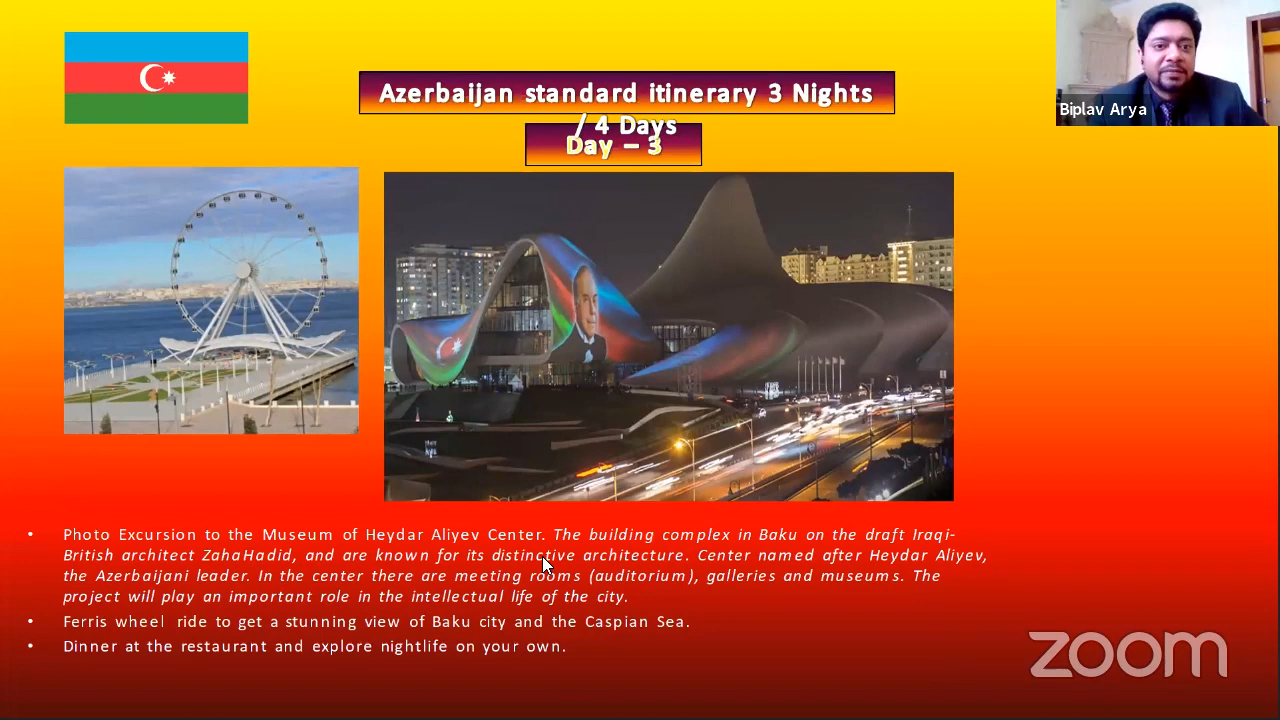 Azerbaijan standard itinerary 3 Nights
/ 4 Days
Day – 3
Biplav Arya
• Photo Excursion to the Museum of Heydar Aliyev Center. The building complex in Baku on the draft Iraqi-
British architect ZahaHadid, and are known for its distinctive architecture. Center named after Heydar Aliyev,
the Azerbaijani leader. In the center there are meeting rooms (auditorium), galleries and museums. The
project will play an important role in the intellectual life of the city.
• Ferris wheel ride to get a stunning view of Baku city and the Caspian Sea.
• Dinner at the restaurant and explore nightlife on your own.
zoom